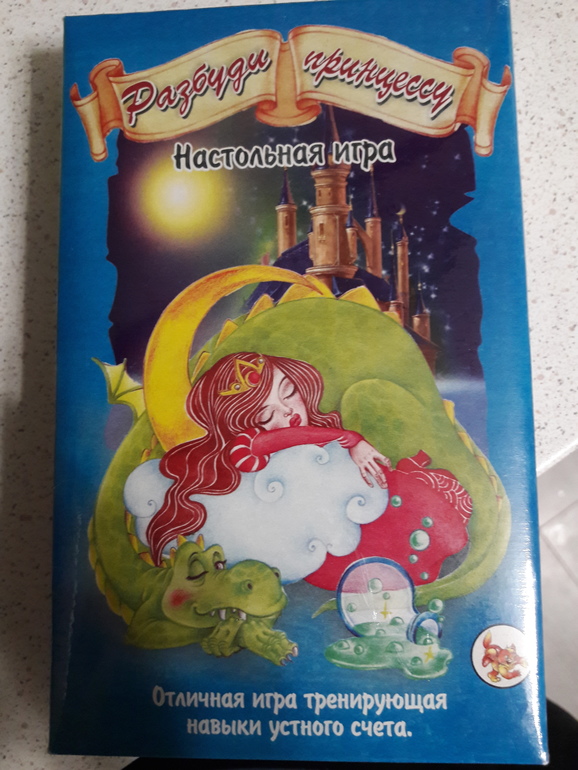 Разбуди принцессу
Настольная игра
Отличная игра тренирующая
навыки устного счета.